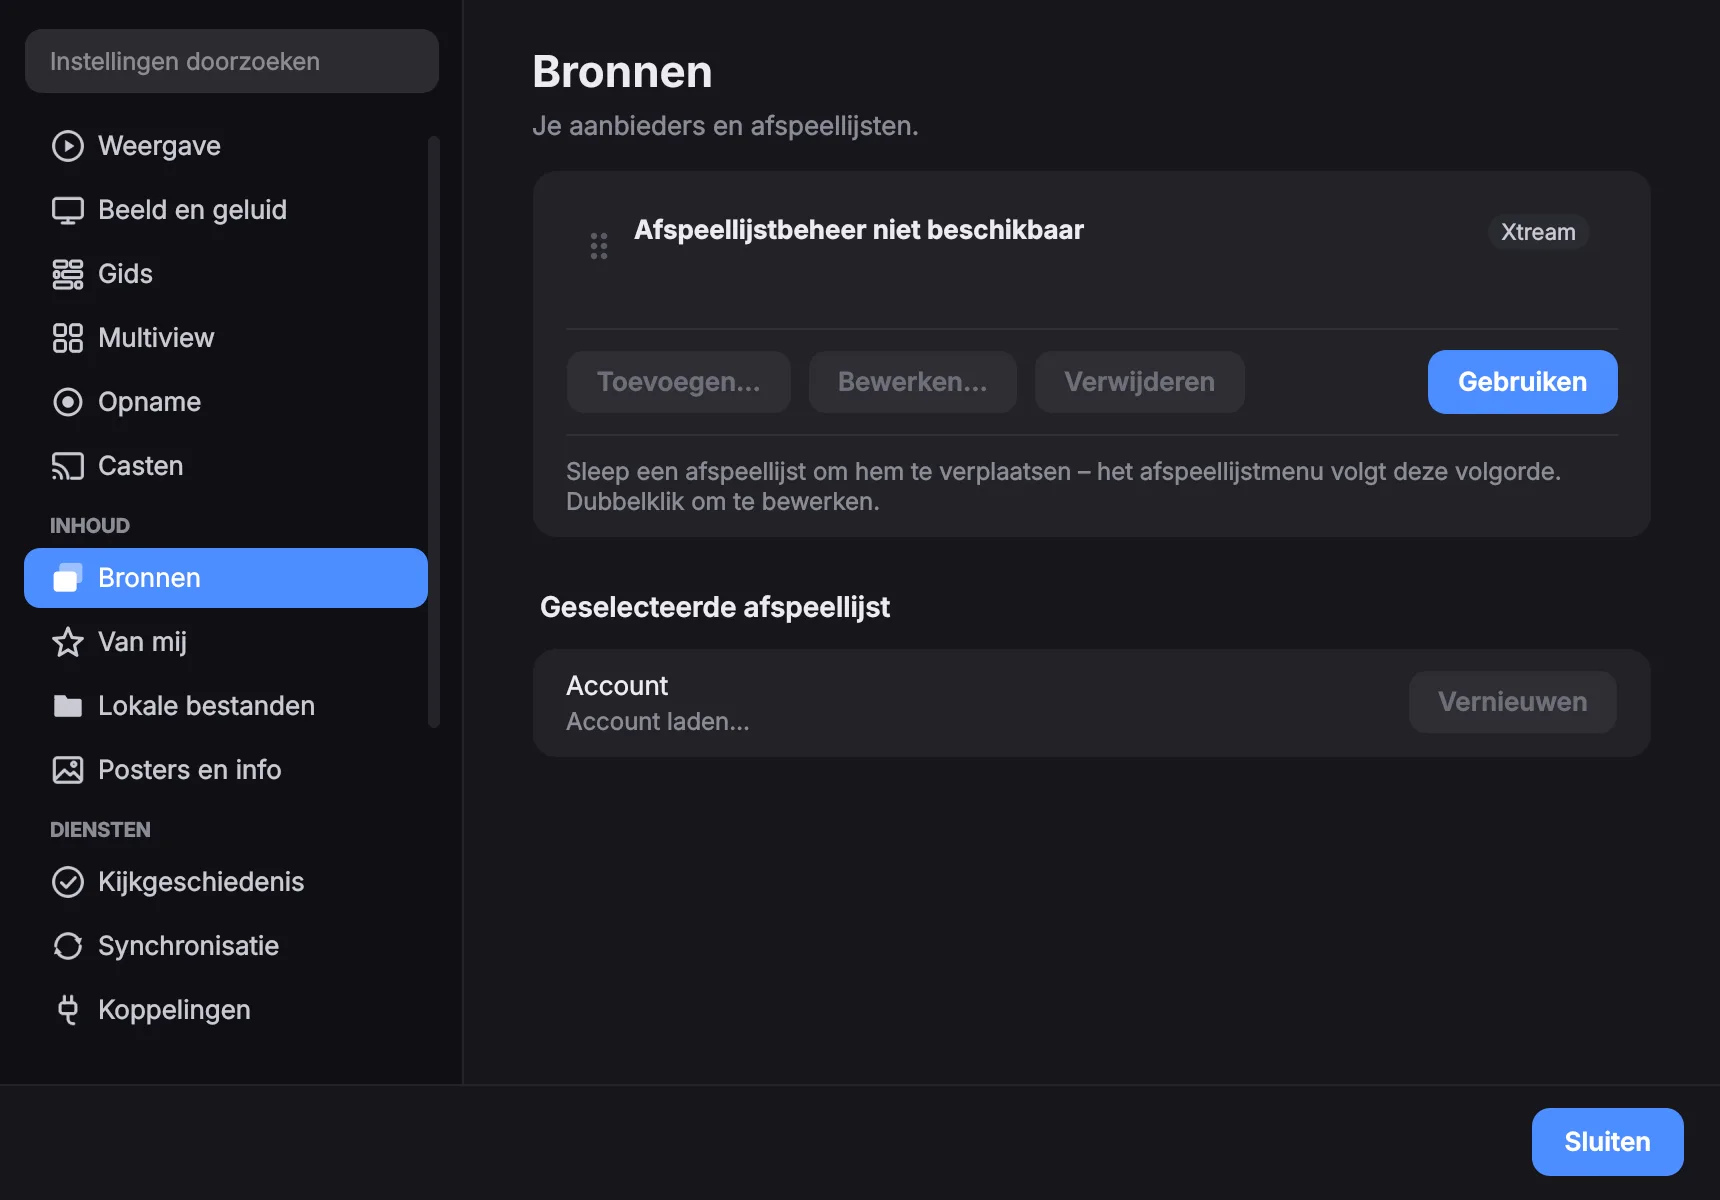 Instellingen doorzoeken
Weergave
Beeld en geluid
Gids
Multiview
Opname
Casten
INHOUD
Bronnen
Van mij
Lokale bestanden
Posters en info
DIENSTEN
Kijkgeschiedenis
Synchronisatie
Koppelingen
Bronnen
Je aanbieders en afspeellijsten.
Afspeellijstbeheer niet beschikbaar
Xtream
Toevoegen...
Bewerken...
Verwijderen
Gebruiken
Sleep een afspeellijst om hem te verplaatsen – het afspeellijstmenu volgt deze volgorde.
Dubbelklik om te bewerken.
Geselecteerde afspeellijst
Account
Account laden...
Vernieuwen
Sluiten